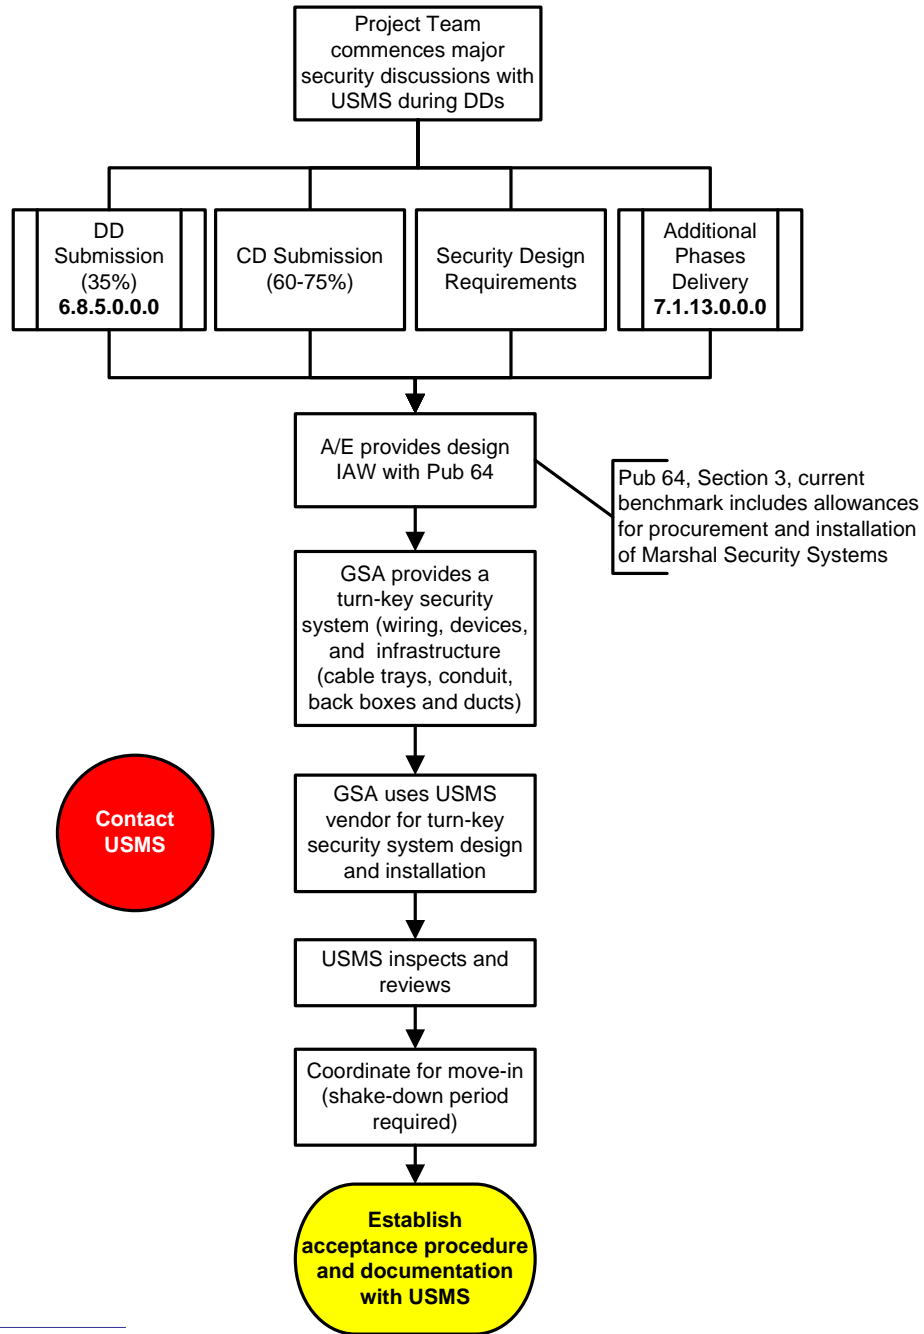 Project Team
commences major
security discussions with
USMS during DDs
DD
Submission
(35%)
6.8.5.0.0.0
CD Submission
(60-75%)
Security Design
Requirements
Additional
Phases
Delivery
7.1.13.0.0.0
A/E provides design
IAW with Pub 64
Pub 64, Section 3, current
benchmark includes allowances
for procurement and installation
of Marshal Security Systems
GSA provides a
turn-key security
system (wiring, devices,
and infrastructure
(cable trays, conduit,
back boxes and ducts)
Contact
USMS
GSA uses USMS
vendor for turn-key
security system design
and installation
USMS inspects and
reviews
Coordinate for move-in
(shake-down period
required)
Establish
acceptance procedure
and documentation
with USMS